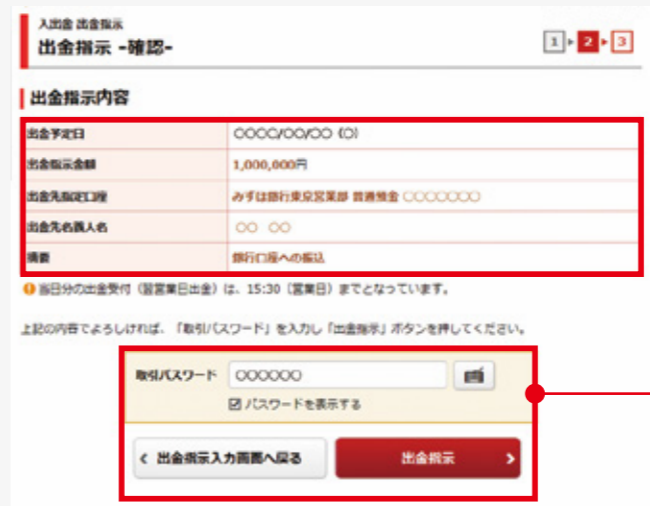 入出金 出金指示
出金指示 -確認-
1 2 3
出金指示内容
出金予定日 〇〇〇〇/〇〇/〇〇 (〇)
出金指示金額 1,000,000円
出金先指定口座 みずほ銀行東京営業部 普通預金 〇〇〇〇〇〇〇
出金先名義人名 〇〇 〇〇
摘要 銀行口座への振込
当日分の出金受付（翌営業日出金）は、15:30（営業日）までとなっています。
上記の内容でよろしければ、「取引パスワード」を入力し「出金指示」ボタンを押してください。
取引パスワード 〇〇〇〇〇〇
パスワードを表示する
出金指示入力画面へ戻る 出金指示